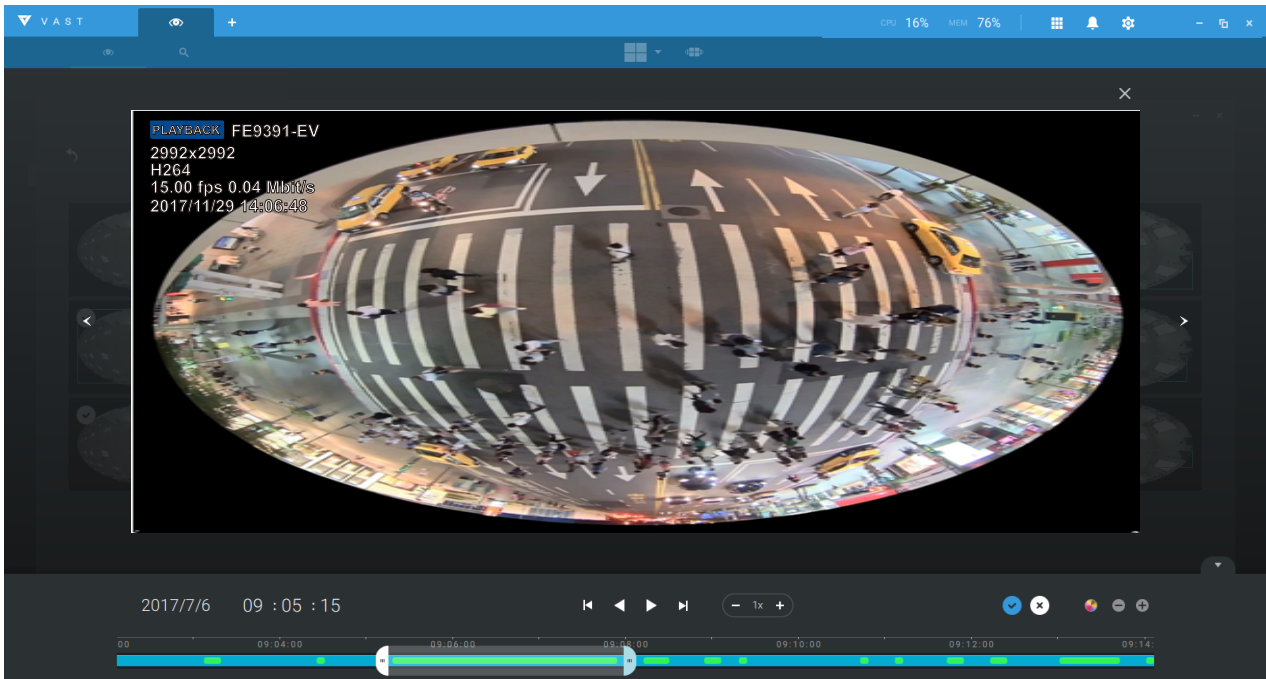 VAST
CPU 16% MEM 76%
PLAYBACK FE9391-EV
2992x2992
H264
15.00 fps 0.04 Mbit/s
2017/11/29 14:06:48
2017/7/6 09 : 05 : 15
1x
00 09:04:00 09:06:00 09:08:00 09:10:00 09:12:00 09:14: